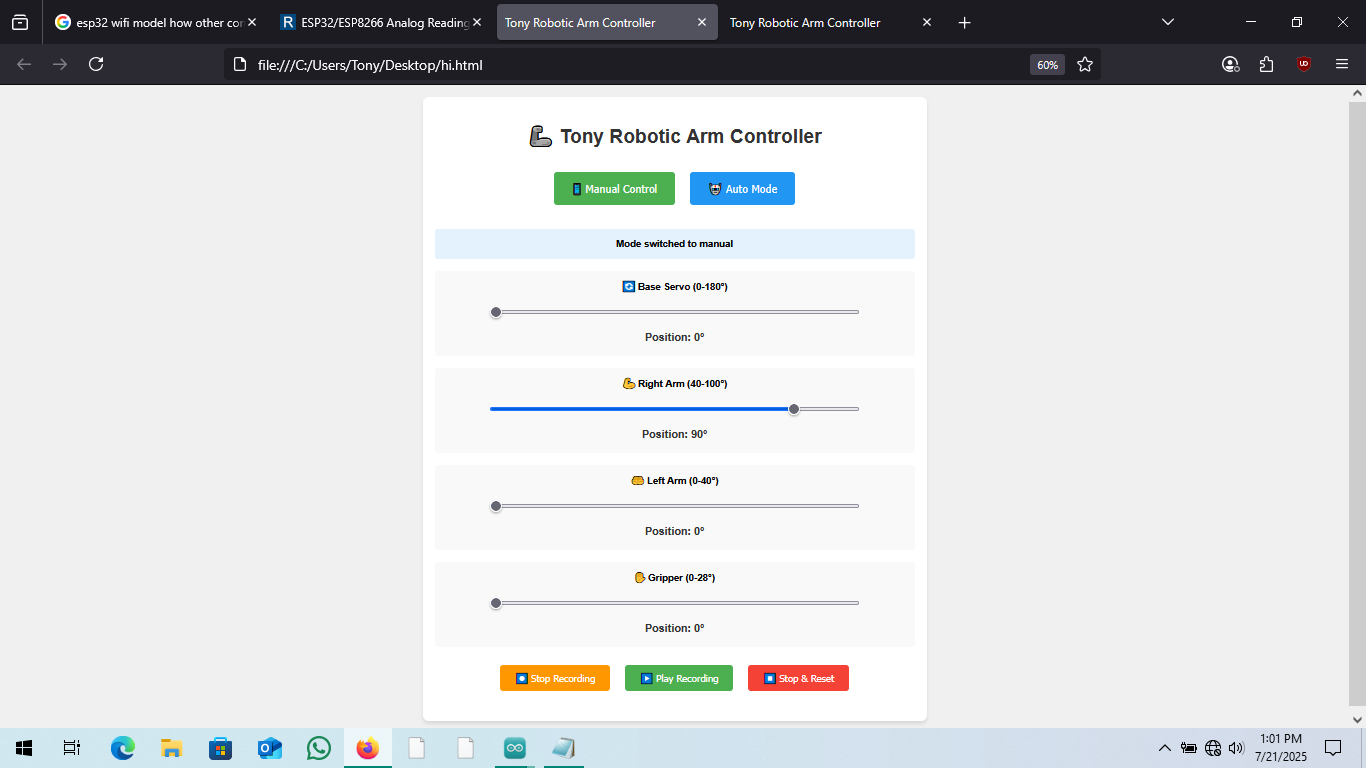 esp32 wifi model how other con
ESP32/ESP8266 Analog Reading
Tony Robotic Arm Controller
Tony Robotic Arm Controller
file:///C:/Users/Tony/Desktop/hi.html
60%
Tony Robotic Arm Controller
Manual Control
Auto Mode
Mode switched to manual
Base Servo (0-180°)
Position: 0°
Right Arm (40-100°)
Position: 90°
Left Arm (0-40°)
Position: 0°
Gripper (0-28°)
Position: 0°
Stop Recording
Play Recording
Stop & Reset
1:01 PM
7/21/2025